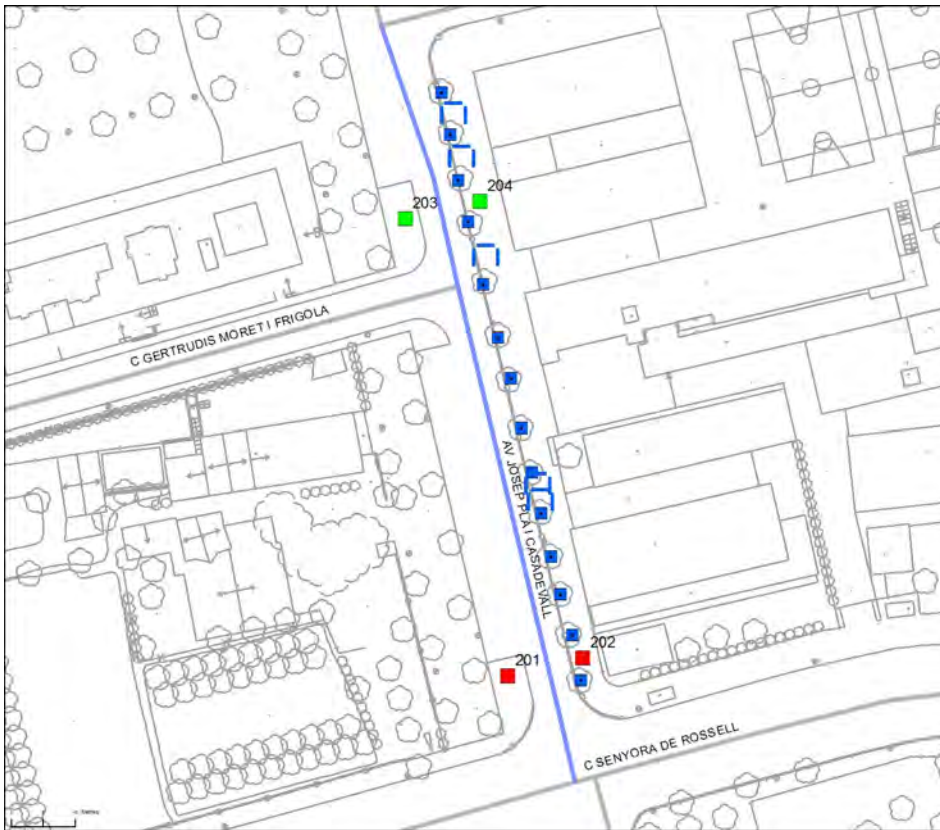 204
203
C GERTRUDIS MORET I FRIGOLA
AV JOSEP PLA I CASADEVALL
202
201
C SENYORA DE ROSSELL